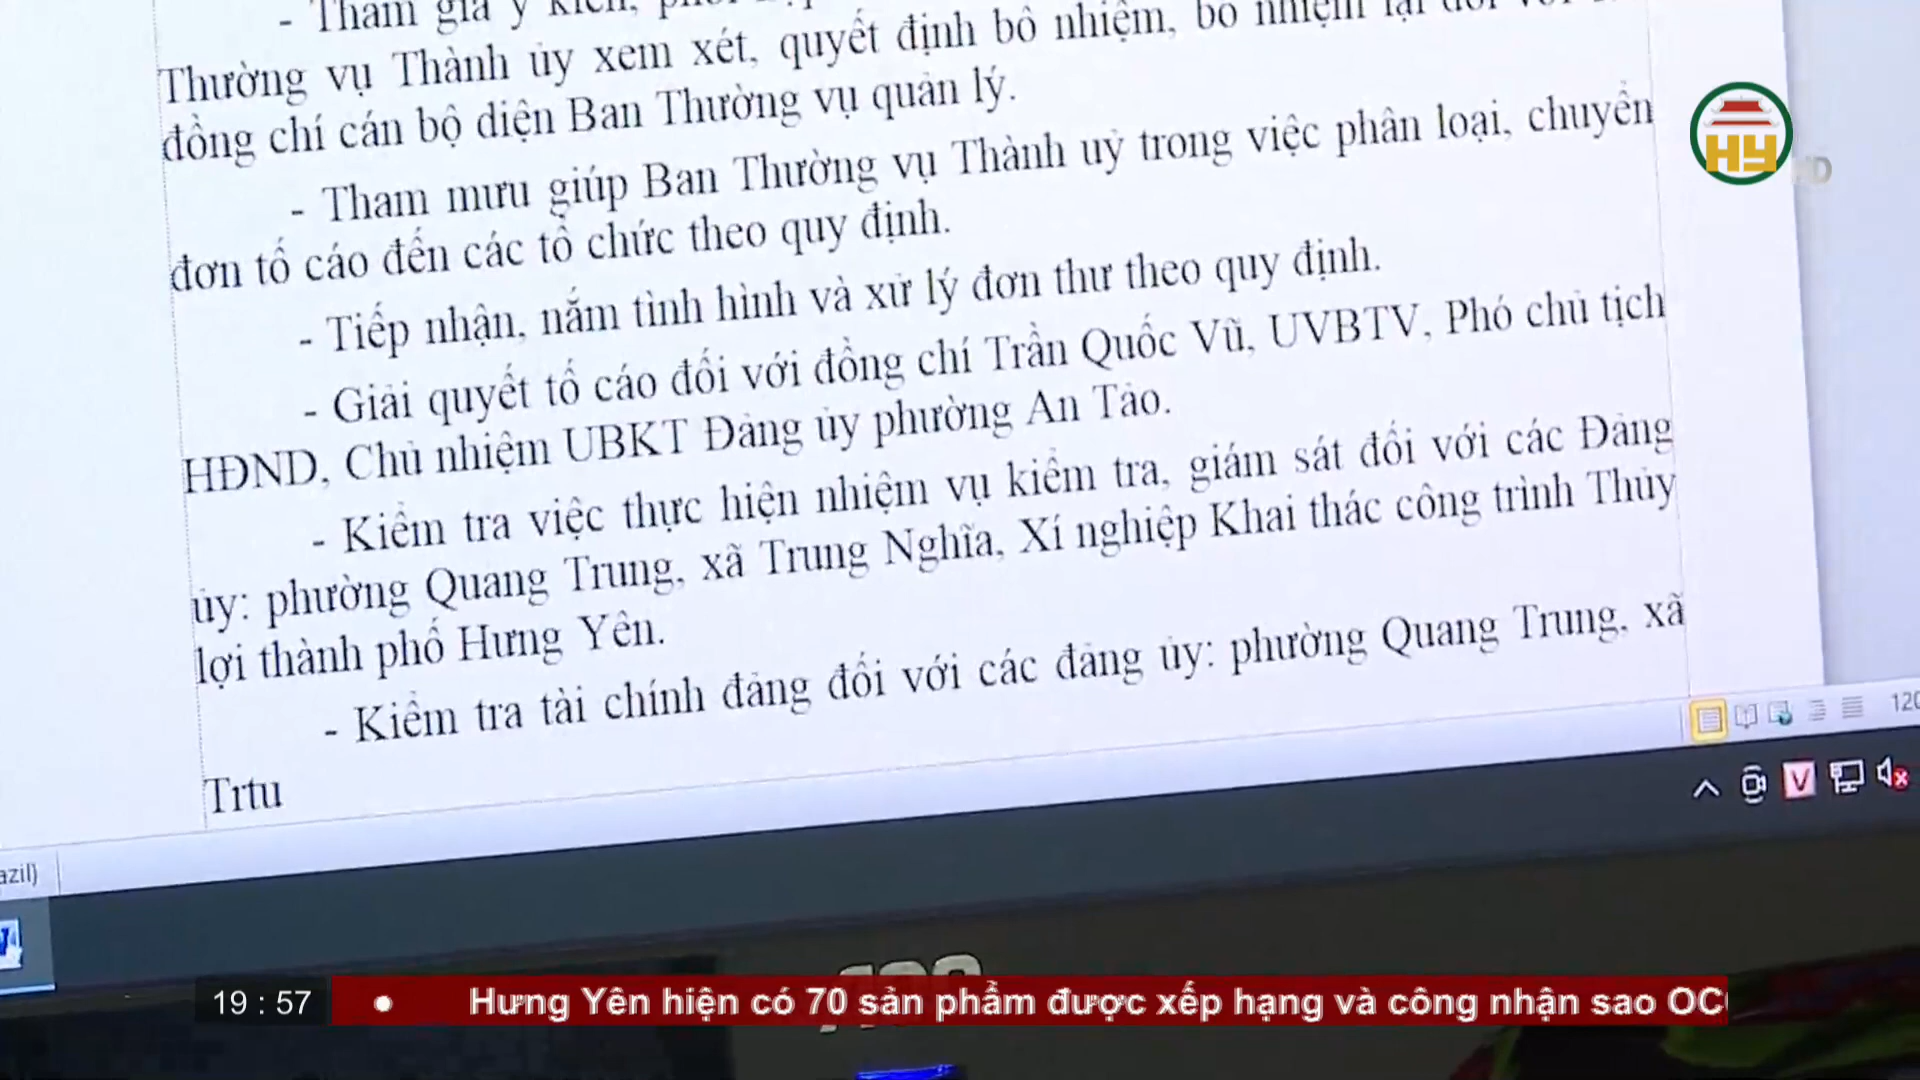 - Tham gia ý kiến,
Thường vụ Thành ủy xem xét, quyết định bổ nhiệm, bổ nhiệm lại đối với
đồng chí cán bộ diện Ban Thường vụ quản lý.
- Tham mưu giúp Ban Thường vụ Thành uỷ trong việc phân loại, chuyển
đơn tố cáo đến các tổ chức theo quy định.
- Tiếp nhận, nắm tình hình và xử lý đơn thư theo quy định.
- Giải quyết tố cáo đối với đồng chí Trần Quốc Vũ, UVBTV, Phó chủ tịch
HĐND, Chủ nhiệm UBKT Đảng ủy phường An Tảo.
- Kiểm tra việc thực hiện nhiệm vụ kiểm tra, giám sát đối với các Đảng
ủy: phường Quang Trung, xã Trung Nghĩa, Xí nghiệp Khai thác công trình Thủy
lợi thành phố Hưng Yên.
- Kiểm tra tài chính đảng đối với các đảng ủy: phường Quang Trung, xã
Trtu
HY
HD
120
azil)
V
19 : 57
Hưng Yên hiện có 70 sản phẩm được xếp hạng và công nhận sao OC